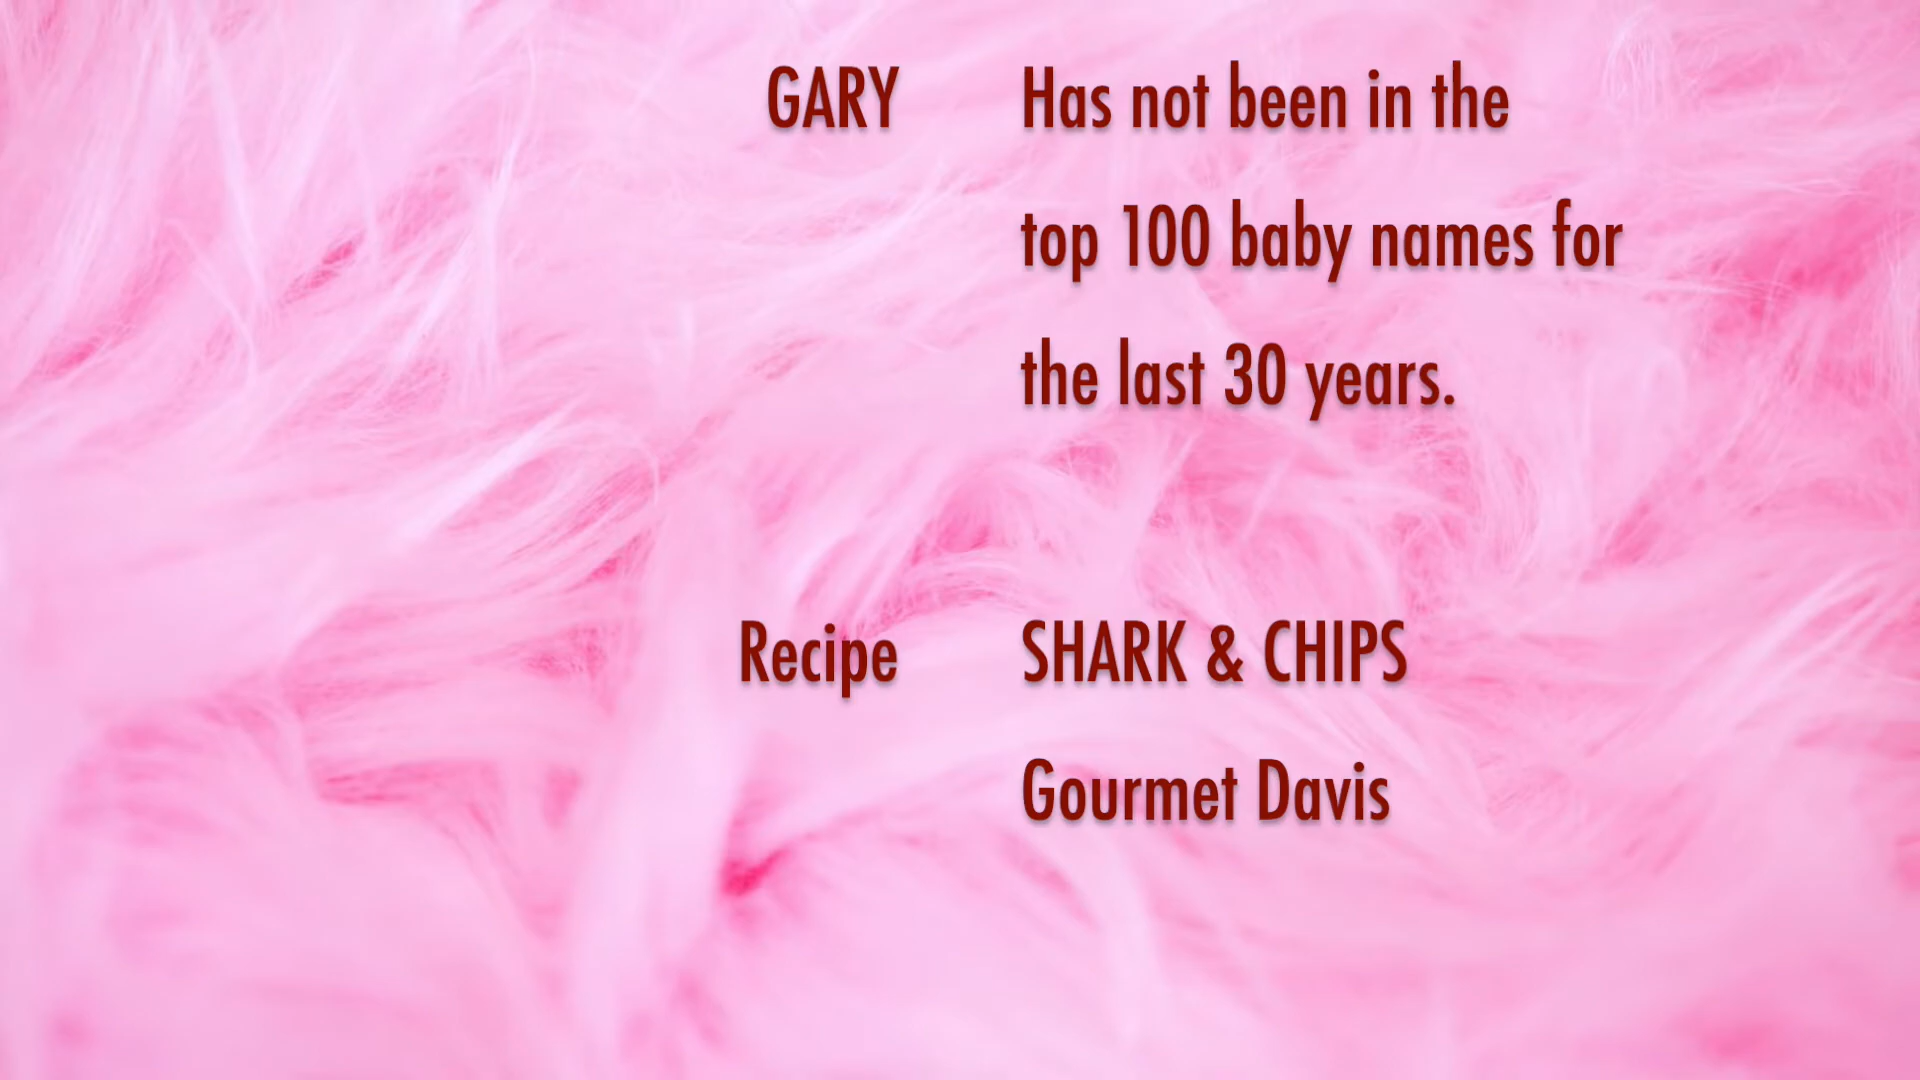 GARY Has not been in the
top 100 baby names for
the last 30 years.
Recipe SHARK & CHIPS
Gourmet Davis